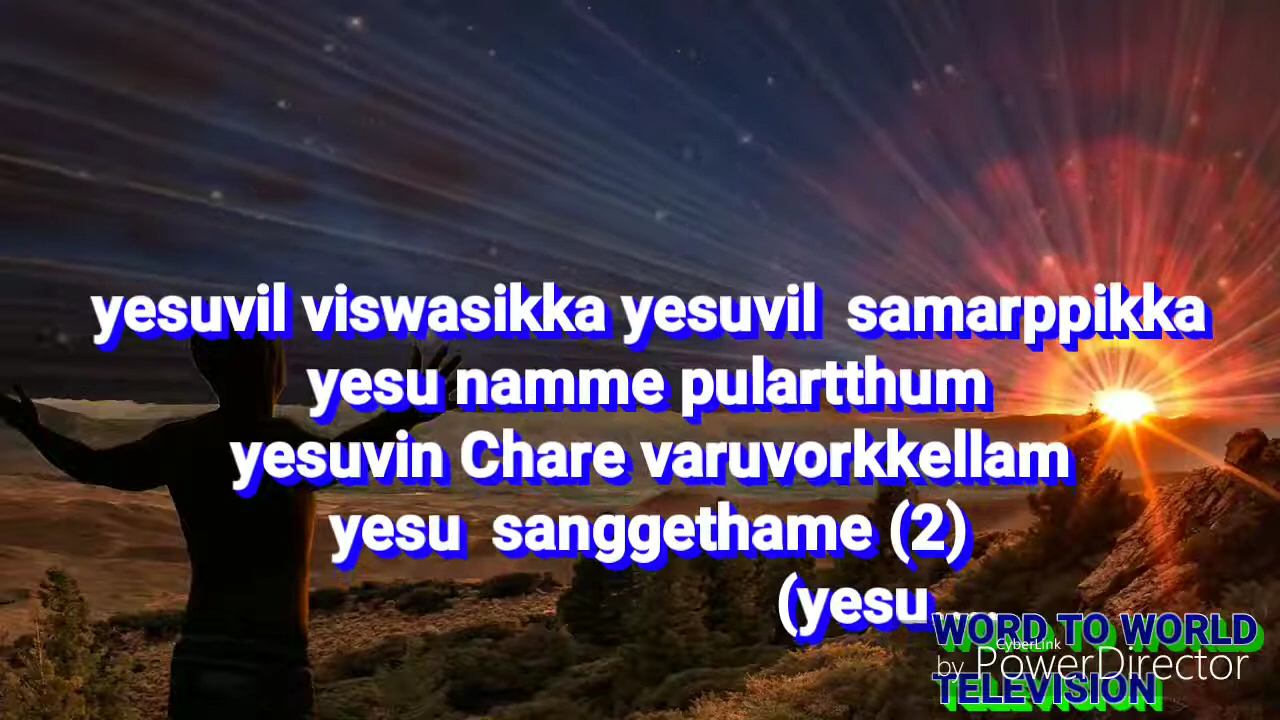 yesuvil viswasikka yesuvil samarppikka
yesu namme pulartthum
yesuvin Chare varuvorkkellam
yesu sanggethame (2)
(yesu....
WORD TO WORLD
CyberLink
by PowerDirector
TELEVISION